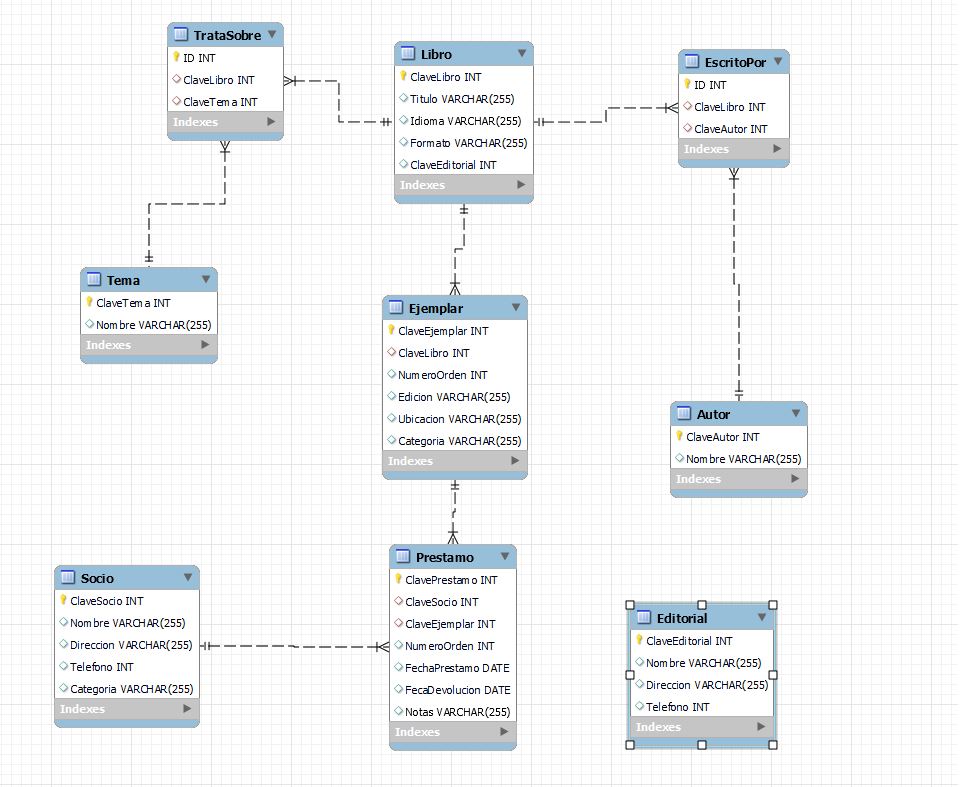 TrataSobre
ID INT
ClaveLibro INT
ClaveTema INT
Indexes
Libro
ClaveLibro INT
Titulo VARCHAR(255)
Idioma VARCHAR(255)
Formato VARCHAR(255)
ClaveEditorial INT
Indexes
EscritoPor
ID INT
ClaveLibro INT
ClaveAutor INT
Indexes
Tema
ClaveTema INT
Nombre VARCHAR(255)
Indexes
Ejemplar
ClaveEjemplar INT
ClaveLibro INT
NumeroOrden INT
Edicion VARCHAR(255)
Ubicacion VARCHAR(255)
Categoria VARCHAR(255)
Indexes
Autor
ClaveAutor INT
Nombre VARCHAR(255)
Indexes
Socio
ClaveSocio INT
Nombre VARCHAR(255)
Direccion VARCHAR(255)
Telefono INT
Categoria VARCHAR(255)
Indexes
Prestamo
ClavePrestamo INT
ClaveSocio INT
ClaveEjemplar INT
NumeroOrden INT
FechaPrestamo DATE
FecaDevolucion DATE
Notas VARCHAR(255)
Indexes
Editorial
ClaveEditorial INT
Nombre VARCHAR(255)
Direccion VARCHAR(255)
Telefono INT
Indexes